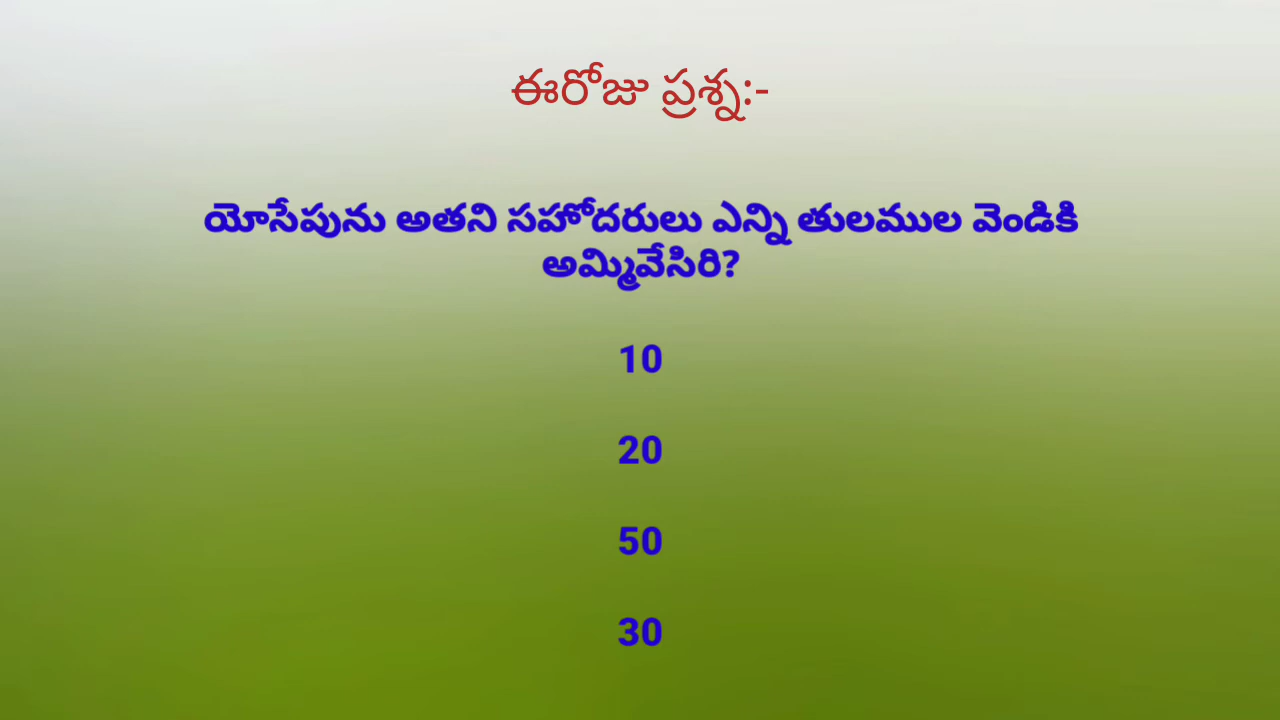 ఈరోజు ప్రశ్న:-
యోసేపును అతని సహోదరులు ఎన్ని తులముల వెండికి
అమ్మివేసిరి?
10
20
50
30